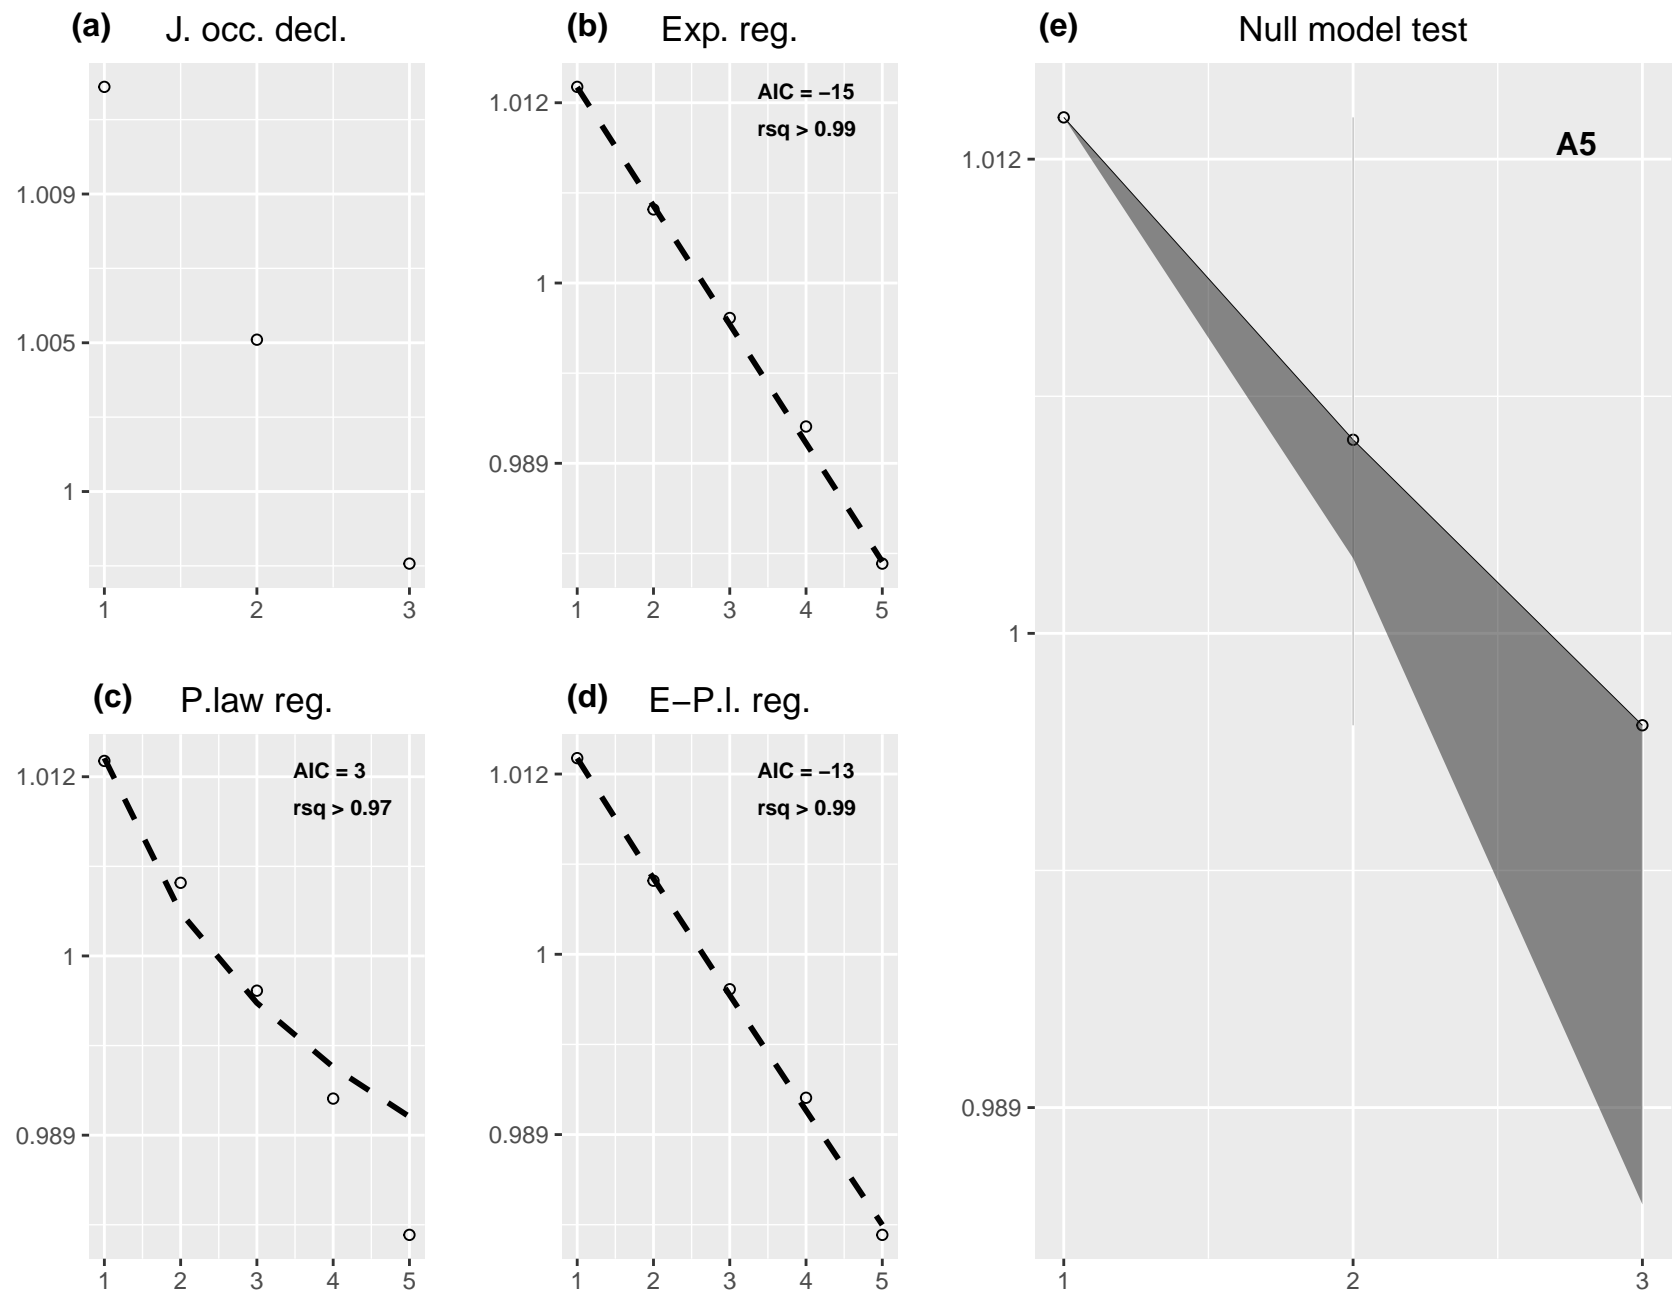 (a) J. occ. decl.
1.009
1.005
1
1 2 3
(b) Exp. reg.
AIC = −15
rsq > 0.99
1.012
1
0.989
1 2 3 4 5
(c) P.law reg.
AIC = 3
rsq > 0.97
1.012
1
0.989
1 2 3 4 5
(d) E−P.l. reg.
AIC = −13
rsq > 0.99
1.012
1
0.989
1 2 3 4 5
(e) Null model test
A5
1.012
1
0.989
1 2 3